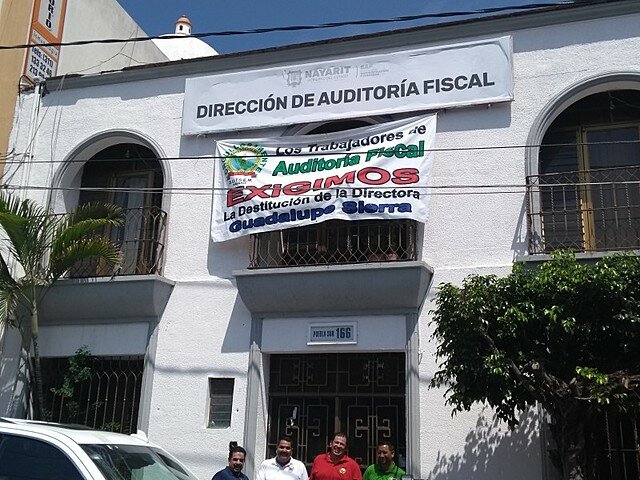 NAYARIT
DIRECCIÓN DE AUDITORÍA FISCAL
Los Trabajadores de
Auditoría Fiscal
EXIGIMOS
La Destitución de la Directora
Guadalupe Sierra
PUEBLA SUR 166